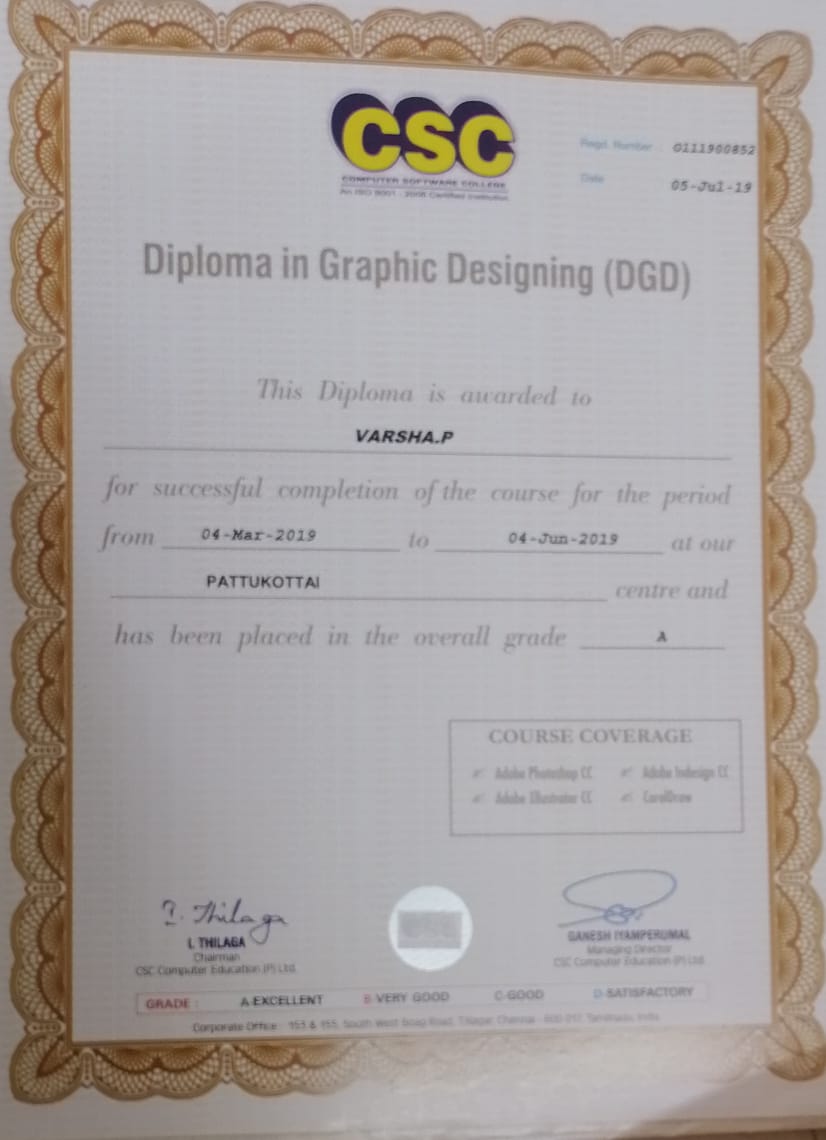 CSC
COMPUTER SOFTWARE COLLEGE
An ISO 9001 : 2008 Certified Institution
Regd. Number : 0111900852
Date 05-Jul-19
Diploma in Graphic Designing (DGD)
This Diploma is awarded to
VARSHA.P
for successful completion of the course for the period
from 04-Mar-2019 to 04-Jun-2019 at our
PATTUKOTTAI centre and
has been placed in the overall grade A
COURSE COVERAGE
Adobe Photoshop CC Adobe Indesign CC
Adobe Illustrator CC CorelDraw
L. THILAGA
Chairman
CSC Computer Education (P) Ltd.
GANESH IYAMPERUMAL
Managing Director
CSC Computer Education (P) Ltd.
GRADE : A-EXCELLENT B-VERY GOOD C-GOOD D-SATISFACTORY
Corporate Office : 153 & 155, South West Boag Road, T.Nagar, Chennai - 600 017, Tamilnadu, India